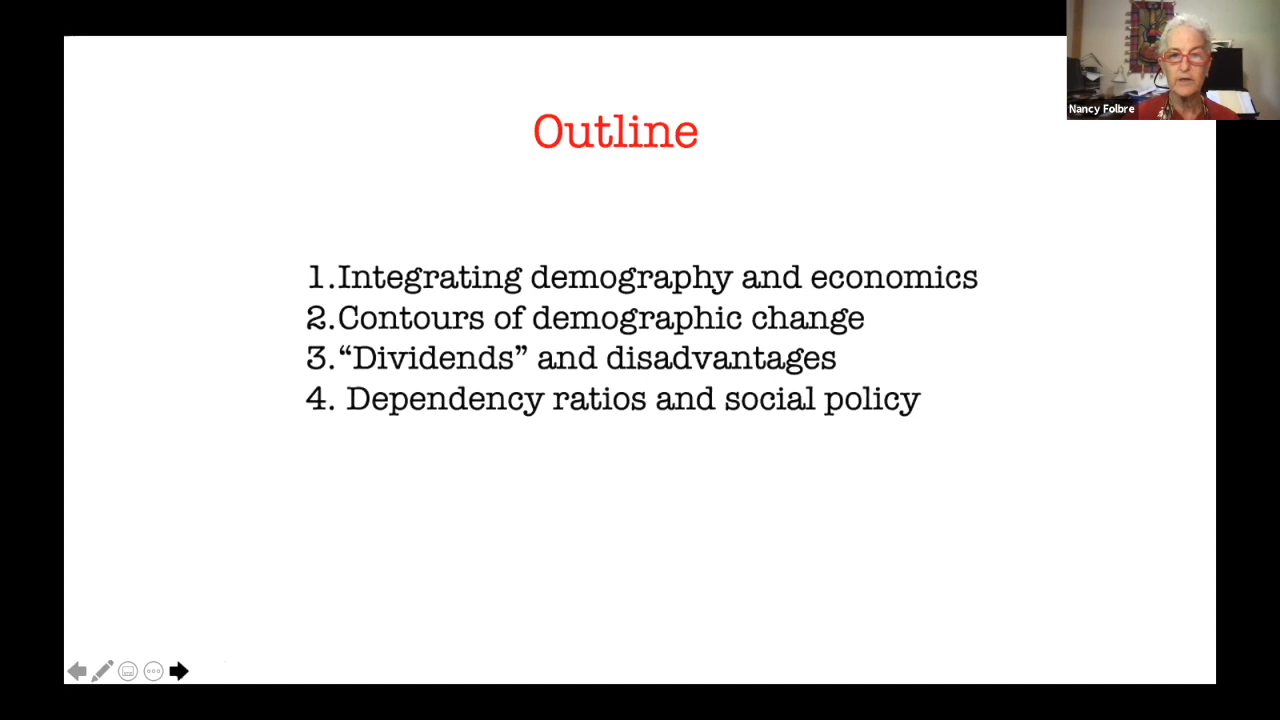 Nancy Folbre
Outline
1.Integrating demography and economics
2.Contours of demographic change
3.“Dividends” and disadvantages
4. Dependency ratios and social policy